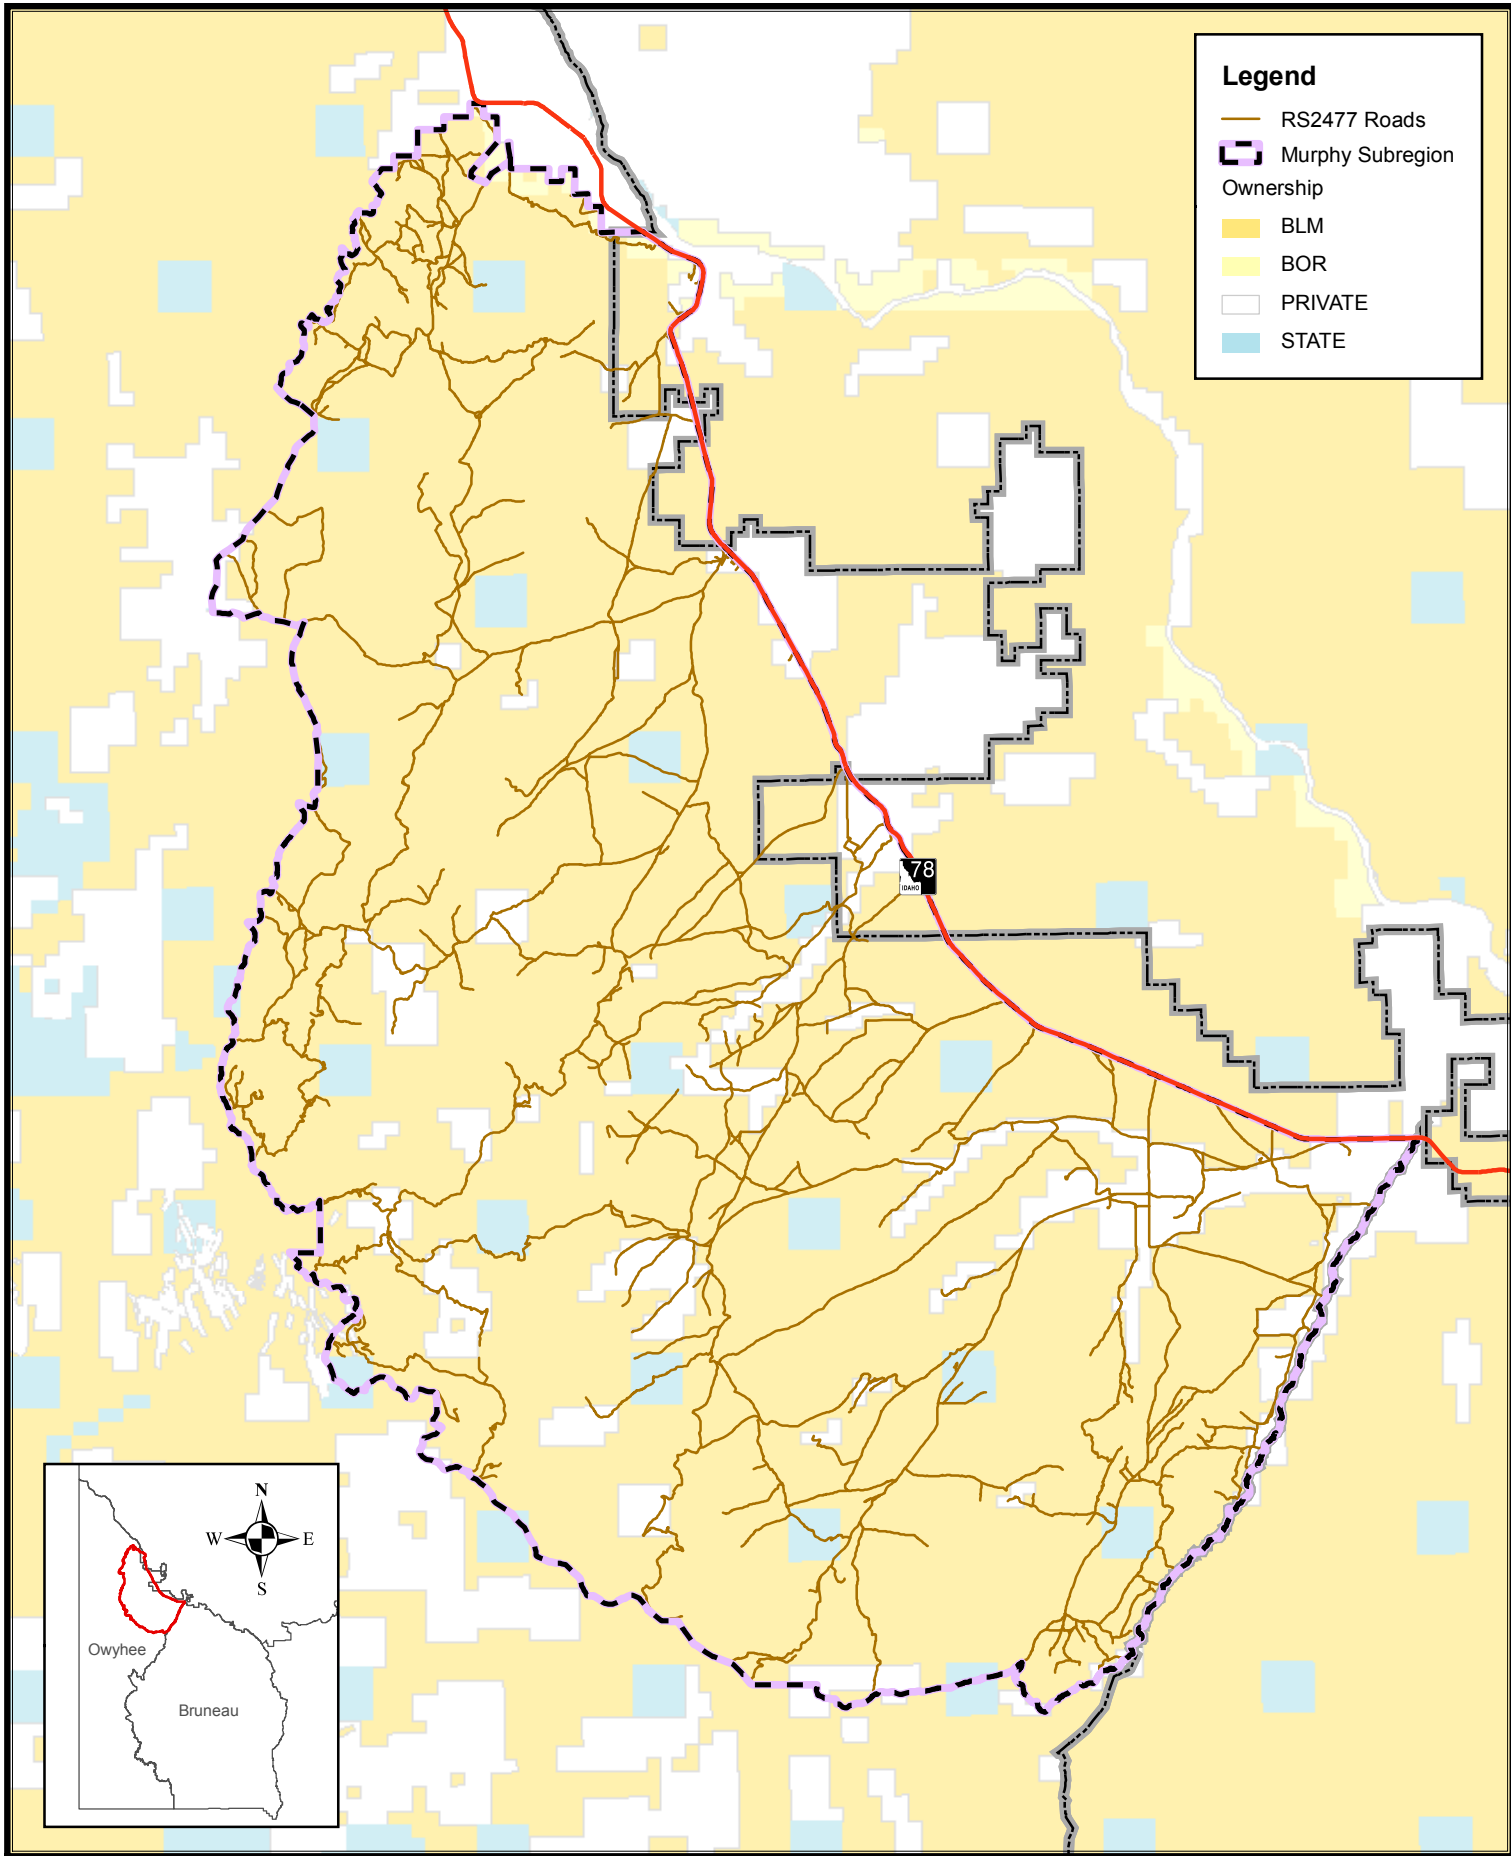 Legend
RS2477 Roads
Murphy Subregion
Ownership
BLM
BOR
PRIVATE
STATE
78
IDAHO
N
W E
S
Owyhee
Bruneau